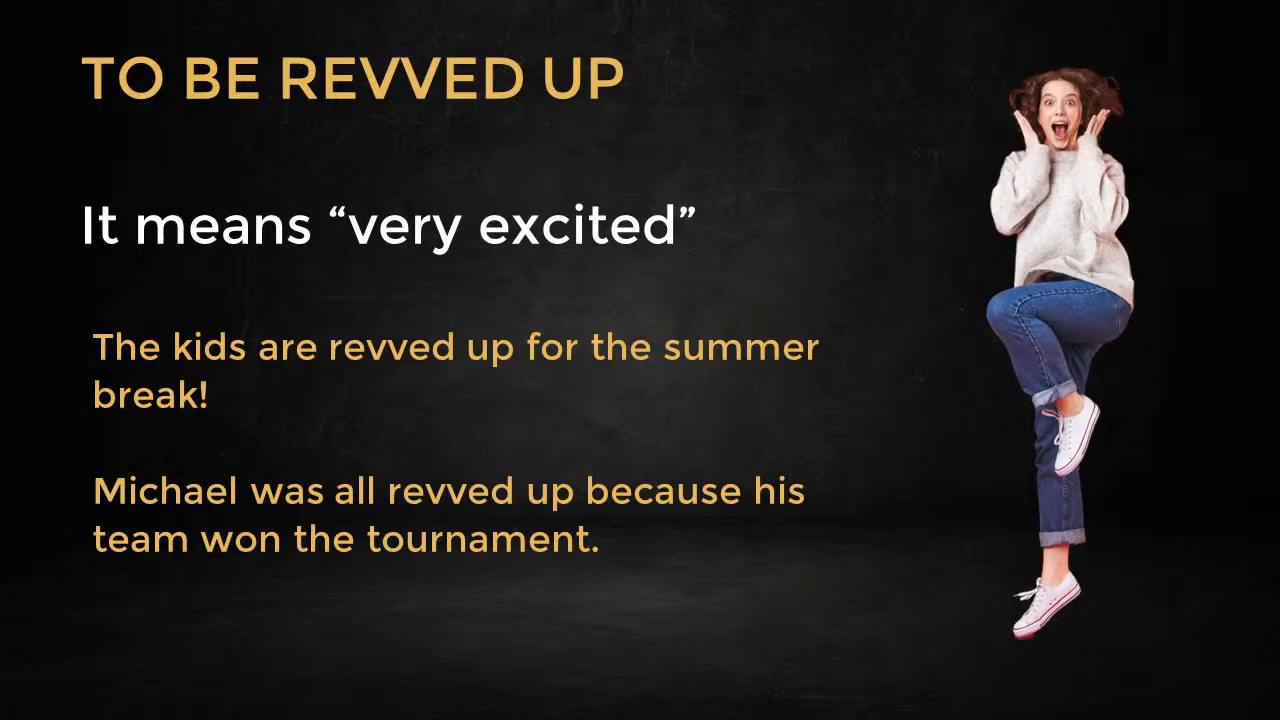 TO BE REVVED UP
It means “very excited”
The kids are revved up for the summer
break!
Michael was all revved up because his
team won the tournament.